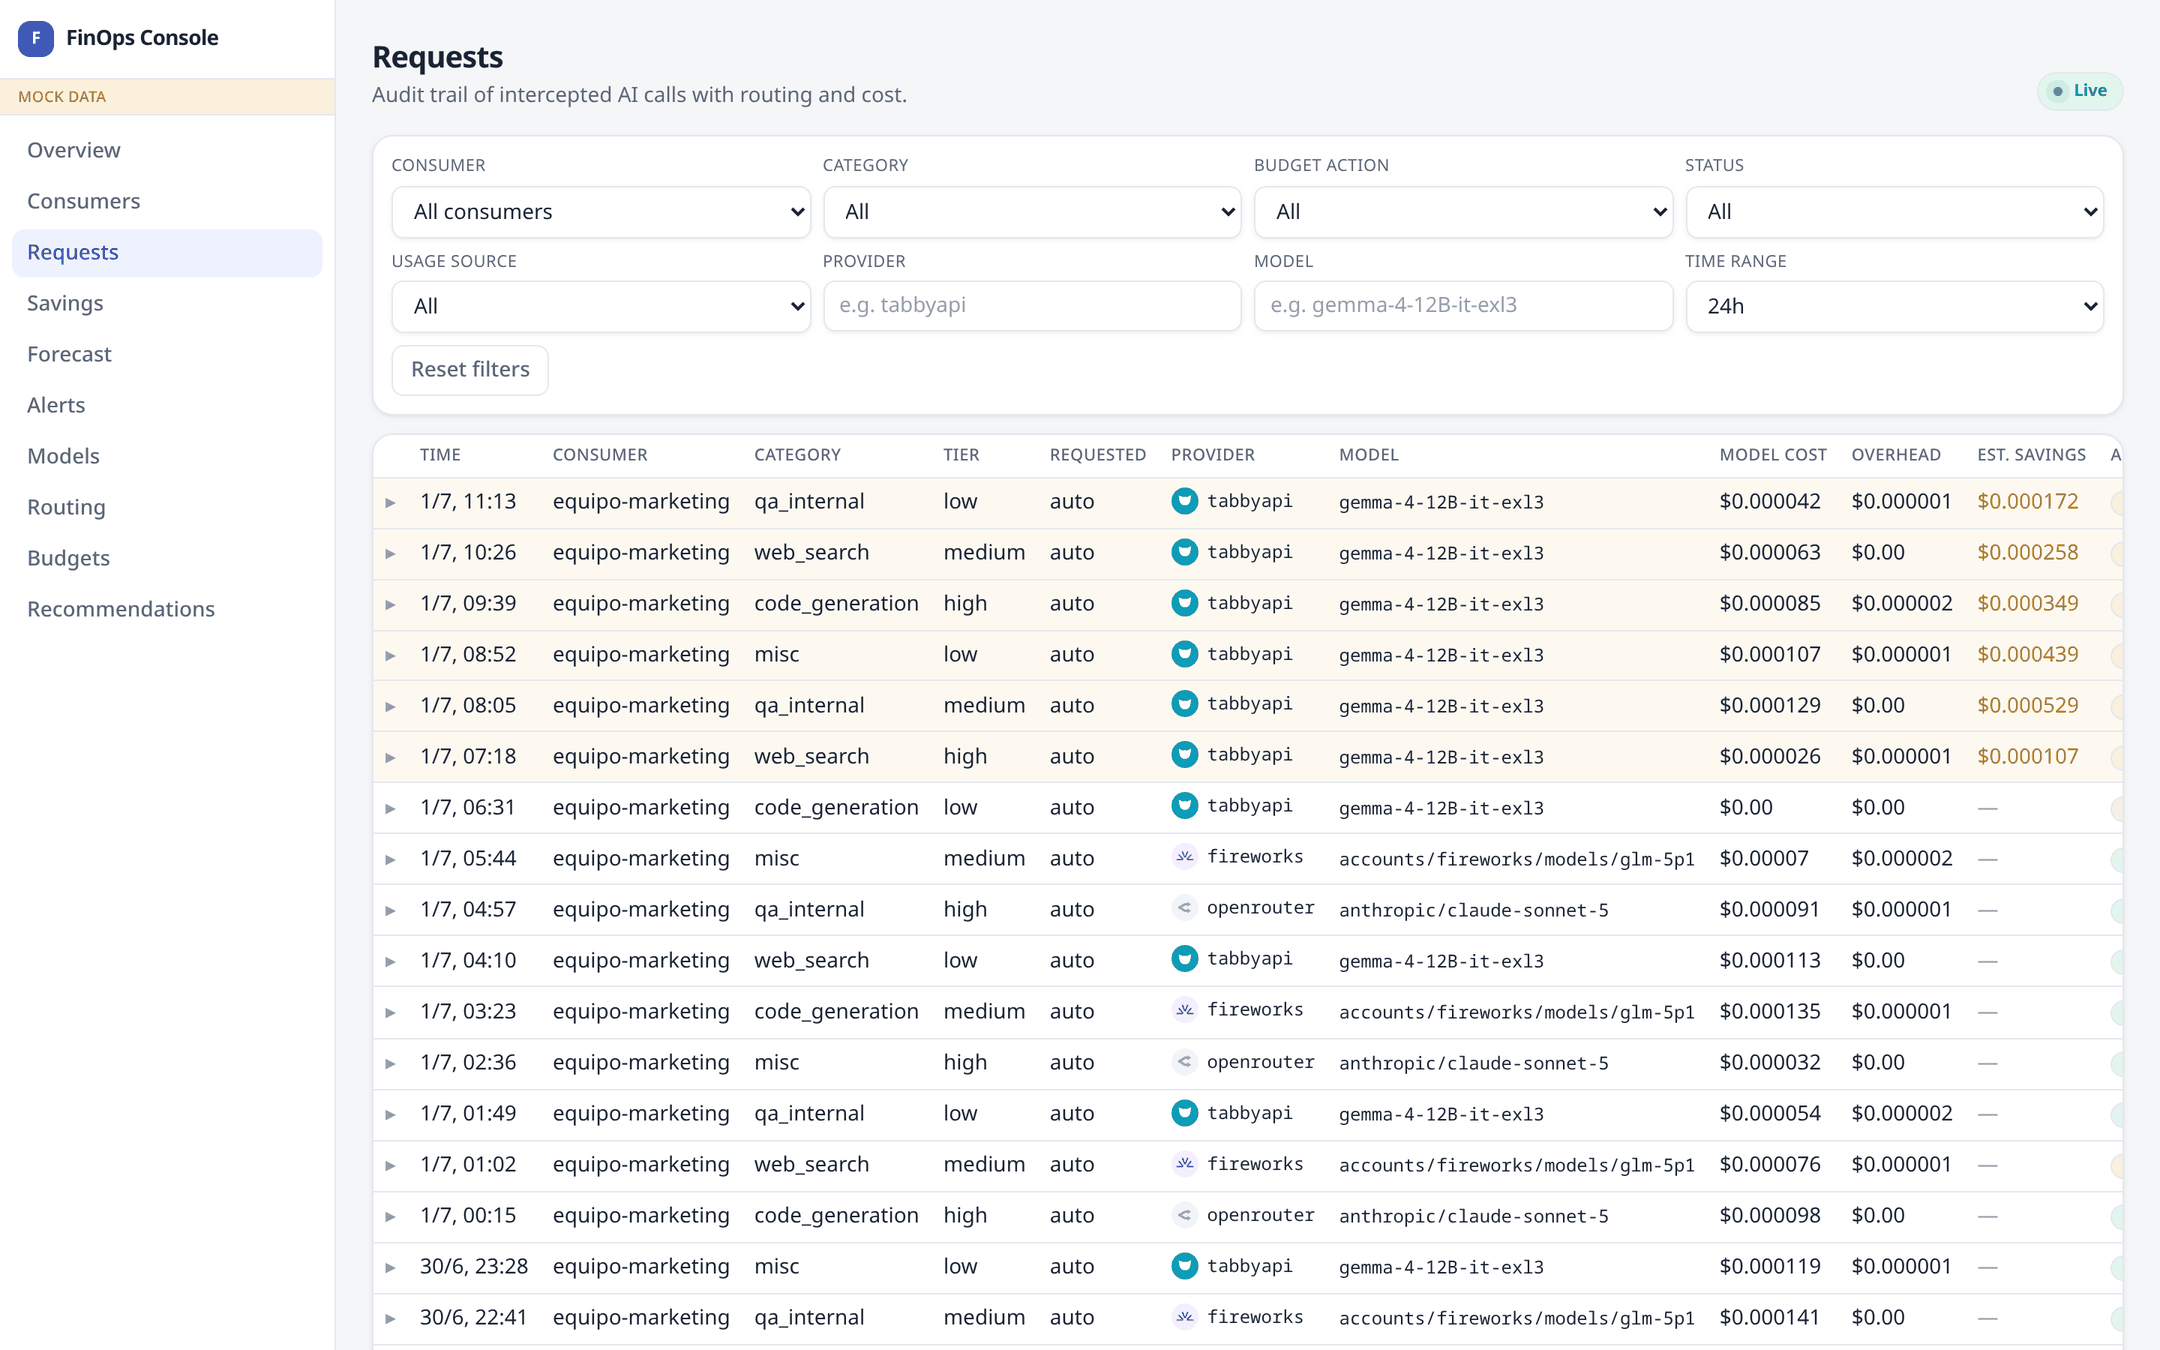 F FinOps Console
MOCK DATA
Overview
Consumers
Requests
Savings
Forecast
Alerts
Models
Routing
Budgets
Recommendations
Requests
Audit trail of intercepted AI calls with routing and cost.
Live
CONSUMER CATEGORY BUDGET ACTION STATUS
All consumers All All All
USAGE SOURCE PROVIDER MODEL TIME RANGE
All e.g. tabbyapi e.g. gemma-4-12B-it-exl3 24h
Reset filters
TIME CONSUMER CATEGORY TIER REQUESTED PROVIDER MODEL MODEL COST OVERHEAD EST. SAVINGS A
1/7, 11:13 equipo-marketing qa_internal low auto tabbyapi gemma-4-12B-it-exl3 $0.000042 $0.000001 $0.000172
1/7, 10:26 equipo-marketing web_search medium auto tabbyapi gemma-4-12B-it-exl3 $0.000063 $0.00 $0.000258
1/7, 09:39 equipo-marketing code_generation high auto tabbyapi gemma-4-12B-it-exl3 $0.000085 $0.000002 $0.000349
1/7, 08:52 equipo-marketing misc low auto tabbyapi gemma-4-12B-it-exl3 $0.000107 $0.000001 $0.000439
1/7, 08:05 equipo-marketing qa_internal medium auto tabbyapi gemma-4-12B-it-exl3 $0.000129 $0.00 $0.000529
1/7, 07:18 equipo-marketing web_search high auto tabbyapi gemma-4-12B-it-exl3 $0.000026 $0.000001 $0.000107
1/7, 06:31 equipo-marketing code_generation low auto tabbyapi gemma-4-12B-it-exl3 $0.00 $0.00 —
1/7, 05:44 equipo-marketing misc medium auto fireworks accounts/fireworks/models/glm-5p1 $0.00007 $0.000002 —
1/7, 04:57 equipo-marketing qa_internal high auto openrouter anthropic/claude-sonnet-5 $0.000091 $0.000001 —
1/7, 04:10 equipo-marketing web_search low auto tabbyapi gemma-4-12B-it-exl3 $0.000113 $0.00 —
1/7, 03:23 equipo-marketing code_generation medium auto fireworks accounts/fireworks/models/glm-5p1 $0.000135 $0.000001 —
1/7, 02:36 equipo-marketing misc high auto openrouter anthropic/claude-sonnet-5 $0.000032 $0.00 —
1/7, 01:49 equipo-marketing qa_internal low auto tabbyapi gemma-4-12B-it-exl3 $0.000054 $0.000002 —
1/7, 01:02 equipo-marketing web_search medium auto fireworks accounts/fireworks/models/glm-5p1 $0.000076 $0.000001 —
1/7, 00:15 equipo-marketing code_generation high auto openrouter anthropic/claude-sonnet-5 $0.000098 $0.00 —
30/6, 23:28 equipo-marketing misc low auto tabbyapi gemma-4-12B-it-exl3 $0.000119 $0.000001 —
30/6, 22:41 equipo-marketing qa_internal medium auto fireworks accounts/fireworks/models/glm-5p1 $0.000141 $0.00 —